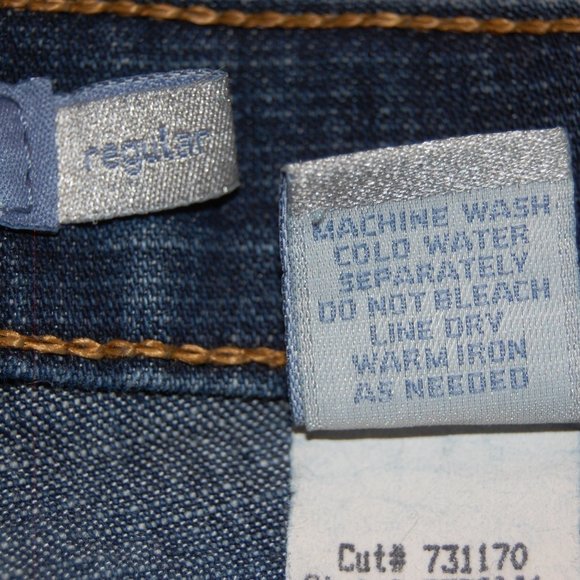 regular
MACHINE WASH
COLD WATER
SEPARATELY
DO NOT BLEACH
LINE DRY
WARM IRON
AS NEEDED
Cut# 731170